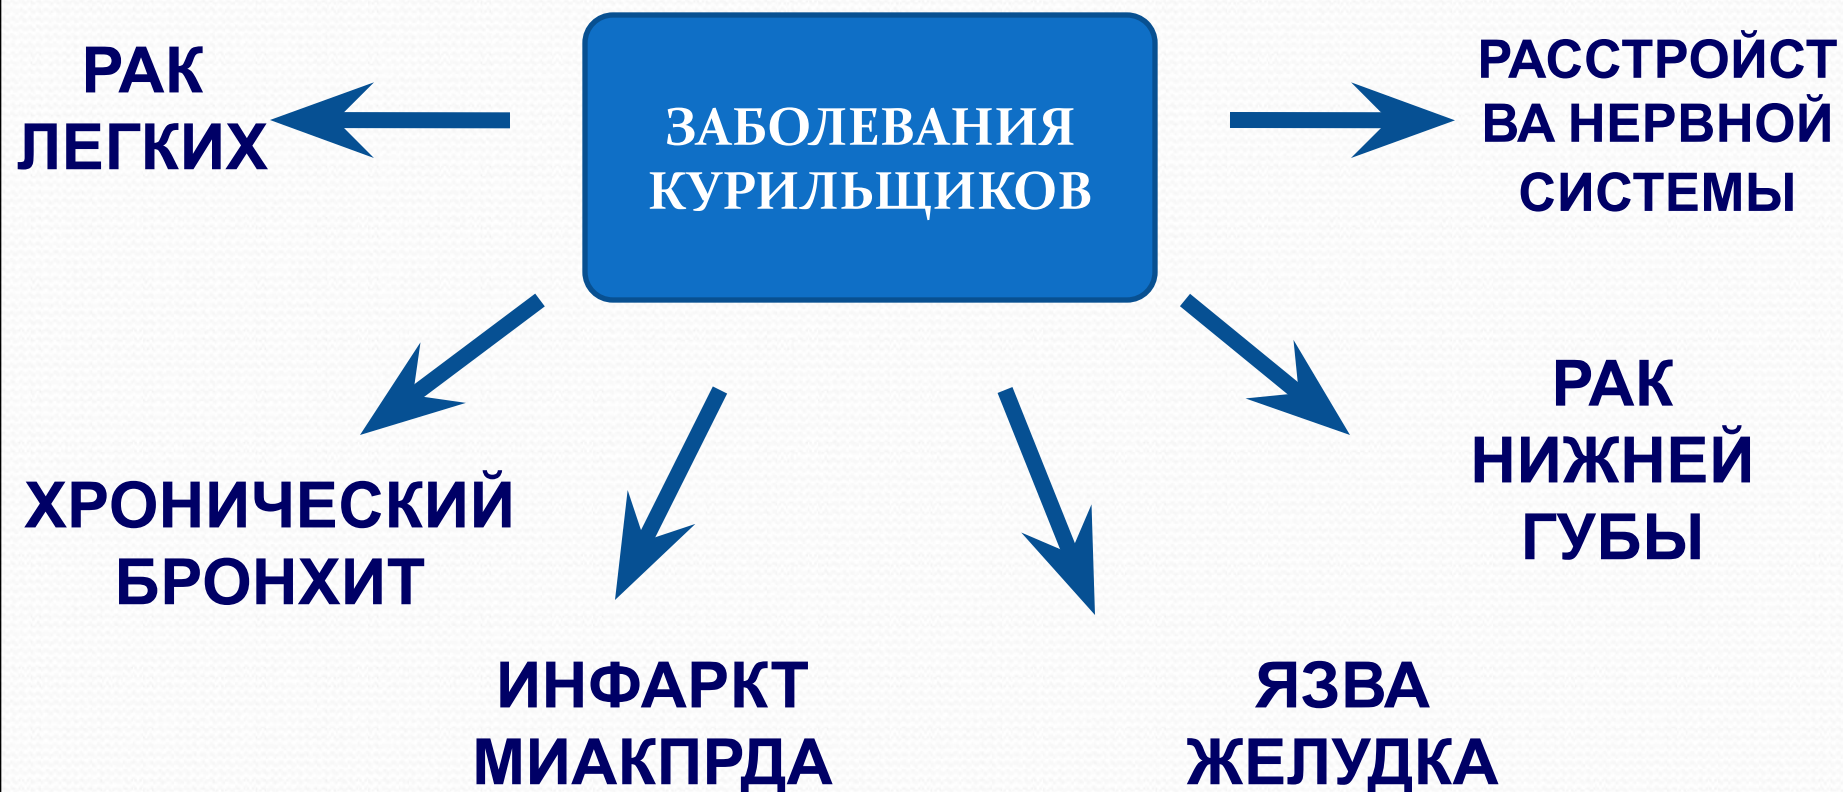 ЗАБОЛЕВАНИЯ
КУРИЛЬЩИКОВ
РАК
ЛЕГКИХ
РАССТРОЙСТ
ВА НЕРВНОЙ
СИСТЕМЫ
ХРОНИЧЕСКИЙ
БРОНХИТ
РАК
НИЖНЕЙ
ГУБЫ
ИНФАРКТ
МИАКПРДА
ЯЗВА
ЖЕЛУДКА